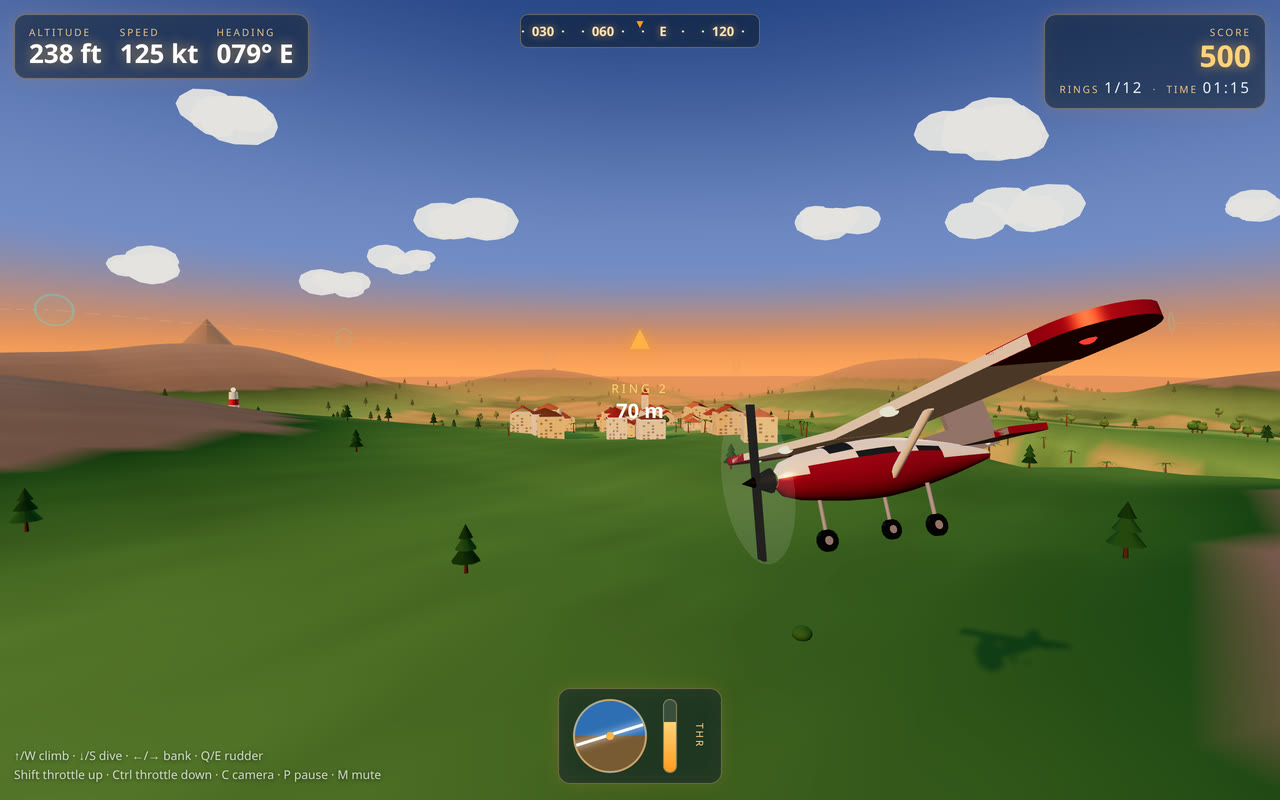 ALTITUDE SPEED HEADING
238 ft 125 kt 079° E
· 030 · · 060 · · E · · 120 ·
SCORE
500
RINGS 1/12 · TIME 01:15
RING 2
70 m
THR
↑/W climb · ↓/S dive · ←/→ bank · Q/E rudder
Shift throttle up · Ctrl throttle down · C camera · P pause · M mute